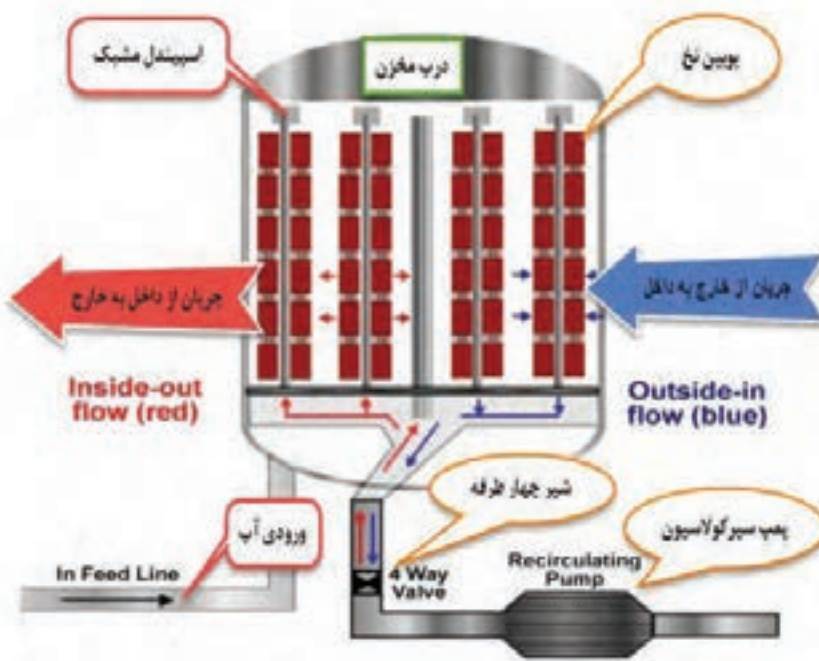 اسپیندل مشبک
درب مخزن
بوبین نخ
جریان از داخل به خارج
جریان از خارج به داخل
Inside-out
flow (red)
Outside-in
flow (blue)
شیر چهار طرفه
ورودی آب
پمپ سیرکولاسیون
In Feed Line
4 Way
Valve
Recirculating
Pump